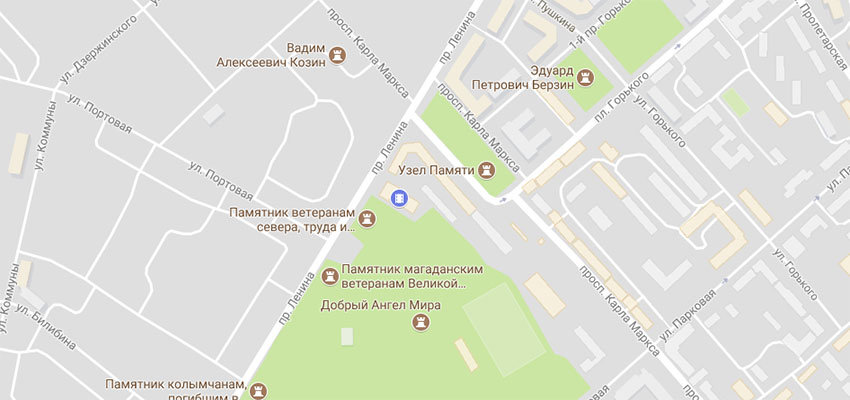 ул. Пушкина
Пролетарская
просп. Карла Маркса
пр. Ленина
1-й пр. Горького
ул. Дзержинского
Вадим
Алексеевич Козин
Эдуард
Петрович Берзин
пл. Горького
ул. Горького
ул. Портовая
ул. Коммуны
просп. Карла Маркса
пр. Ленина
Узел Памяти
ул. Портовая
Памятник ветеранам
севера, труда и...
ул. Горького
Памятник магаданским
ветеранам Великой...
пр. Ленина
ул. Коммуны
Добрый Ангел Мира
просп. Карла Маркса
ул. Парковая
ул. Билибина
Памятник колымчанам,
погибшим в